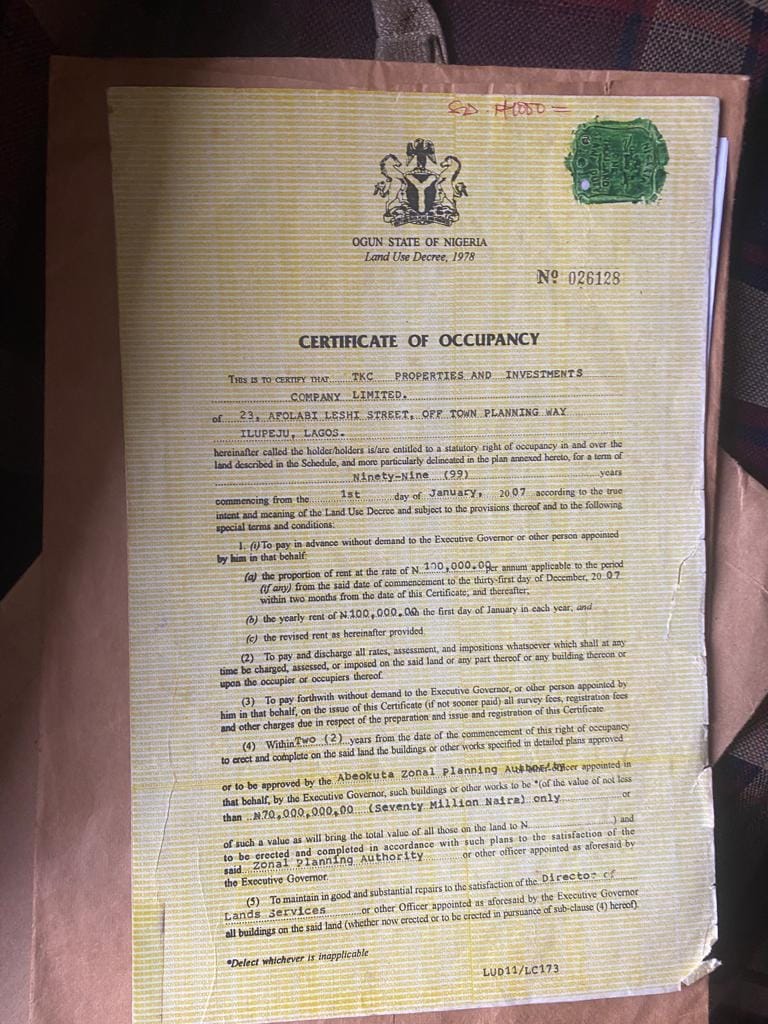 SD. ₦1000 =
OGUN STATE OF NIGERIA
Land Use Decree, 1978
Nº 026128
CERTIFICATE OF OCCUPANCY
THIS IS TO CERTIFY THAT TKC PROPERTIES AND INVESTMENTS
COMPANY LIMITED.
of 23, AFOLABI LESHI STREET, OFF TOWN PLANNING WAY
ILUPEJU, LAGOS.
hereinafter called the holder/holders is/are entitled to a statutory right of occupancy in and over the
land described in the Schedule, and more particularly delineated in the plan annexed hereto, for a term of
Ninety-Nine (99) years
commencing from the 1st day of January, 2007 according to the true
intent and meaning of the Land Use Decree and subject to the provisions thereof and to the following
special terms and conditions:
1. (i) To pay in advance without demand to the Executive Governor or other person appointed
by him in that behalf:
(a) the proportion of rent at the rate of N 100,000.00 per annum applicable to the period
(if any) from the said date of commencement to the thirty-first day of December, 2007
within two months from the date of this Certificate; and thereafter;
(b) the yearly rent of ₦100,000.00 the first day of January in each year; and
(c) the revised rent as hereinafter provided
(2) To pay and discharge all rates, assessment, and impositions whatsoever which shall at any
time be charged, assessed, or imposed on the said land or any part thereof or any building thereon or
upon the occupier or occupiers thereof.
(3) To pay forthwith without demand to the Executive Governor, or other person appointed by
him in that behalf, on the issue of this Certificate (if not sooner paid) all survey fees, registration fees
and other charges due in respect of the preparation and issue and registration of this Certificate
(4) Within Two (2) years from the date of the commencement of this right of occupancy
to erect and complete on the said land the buildings or other works specified in detailed plans approved
or to be approved by the Abeokuta Zonal Planning Authority officer appointed in
that behalf, by the Executive Governor, such buildings or other works to be *(of the value of not less
than ₦70,000,000,00 (Seventy Million Naira) only or
of such a value as will bring the total value of all those on the land to N ) and
to be erected and completed in accordance with such plans to the satisfaction of the
said Zonal Planning Authority or other officer appointed as aforesaid by
the Executive Governor.
(5) To maintain in good and substantial repairs to the satisfaction of the Director of
Lands Services or other Officer appointed as aforesaid by the Executive Governor
all buildings on the said land (whether now erected or to be erected in pursuance of sub-clause (4) hereof).
*Delect whichever is inapplicable
LUD11/LC173